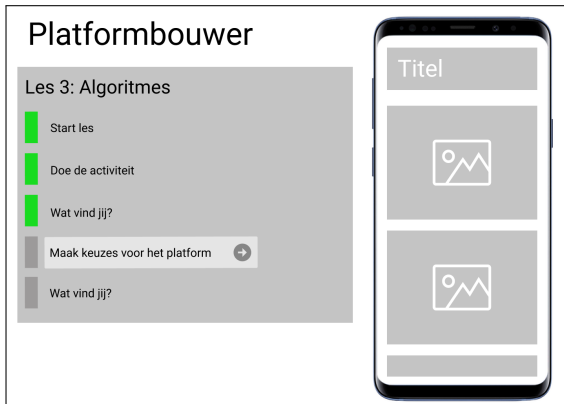 Platformbouwer
Les 3: Algoritmes
Start les
Doe de activiteit
Wat vind jij?
Maak keuzes voor het platform
Wat vind jij?
Titel